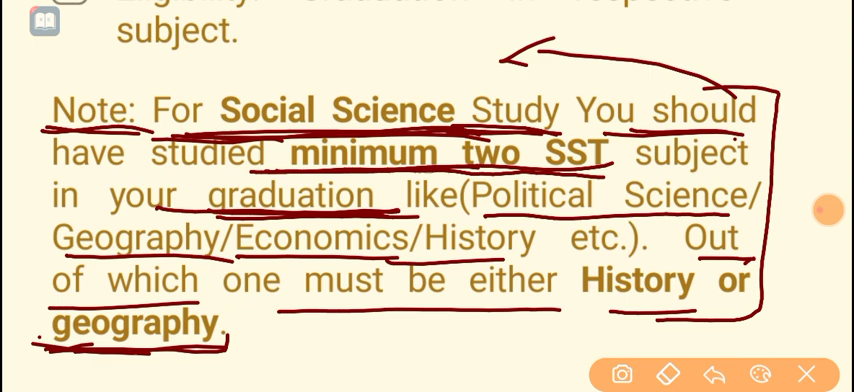 subject.
Note: For Social Science Study You should
have studied minimum two SST subject
in your graduation like(Political Science/
Geography/Economics/History etc.). Out
of which one must be either History or
geography.